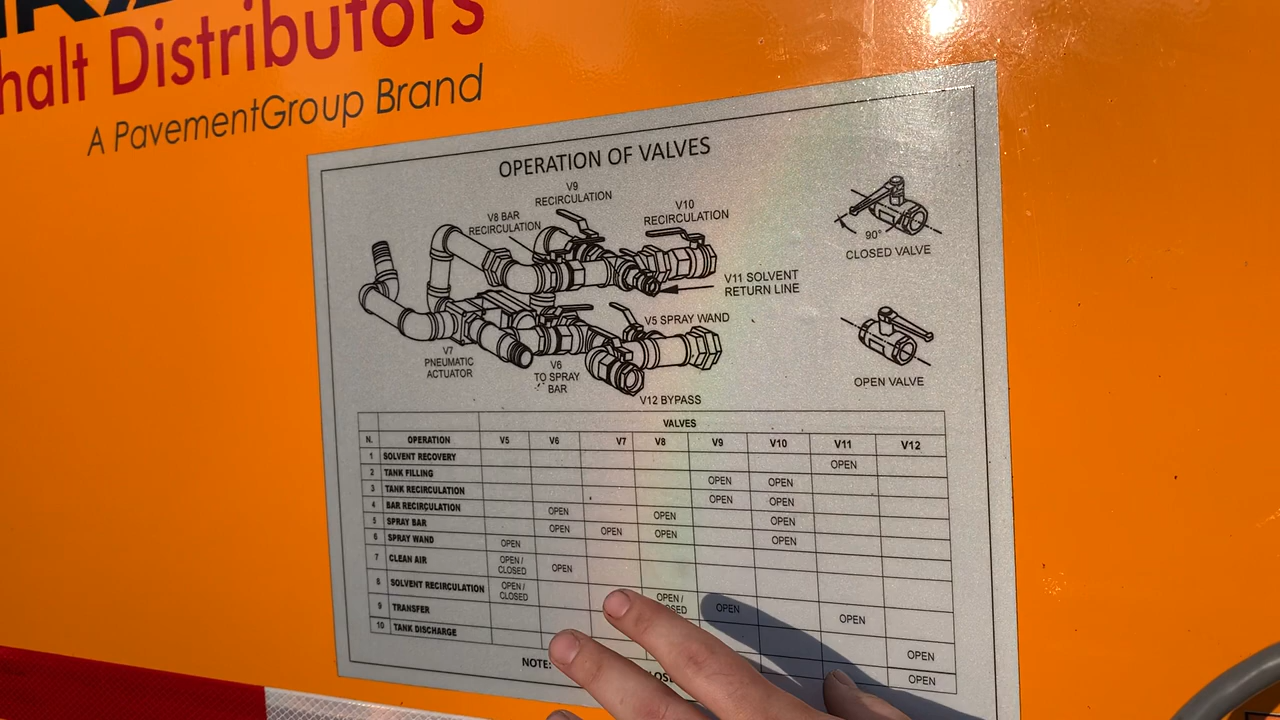 halt Distributors
A PavementGroup Brand
OPERATION OF VALVES
V9
RECIRCULATION
V8 BAR
RECIRCULATION
V10
RECIRCULATION
V11 SOLVENT
RETURN LINE
V5 SPRAY WAND
V7
PNEUMATIC
ACTUATOR
V6
TO SPRAY
BAR
V12 BYPASS
90°
CLOSED VALVE
OPEN VALVE
VALVES
N. OPERATION V5 V6 V7 V8 V9 V10 V11 V12
1 SOLVENT RECOVERY OPEN
2 TANK FILLING OPEN OPEN
3 TANK RECIRCULATION OPEN OPEN
4 BAR RECIRCULATION OPEN OPEN OPEN
5 SPRAY BAR OPEN OPEN OPEN OPEN
6 SPRAY WAND OPEN
7 CLEAN AIR OPEN / CLOSED OPEN
8 SOLVENT RECIRCULATION OPEN / CLOSED OPEN / OPEN OPEN
9 TRANSFER OPEN
10 TANK DISCHARGE OPEN
NOTE: